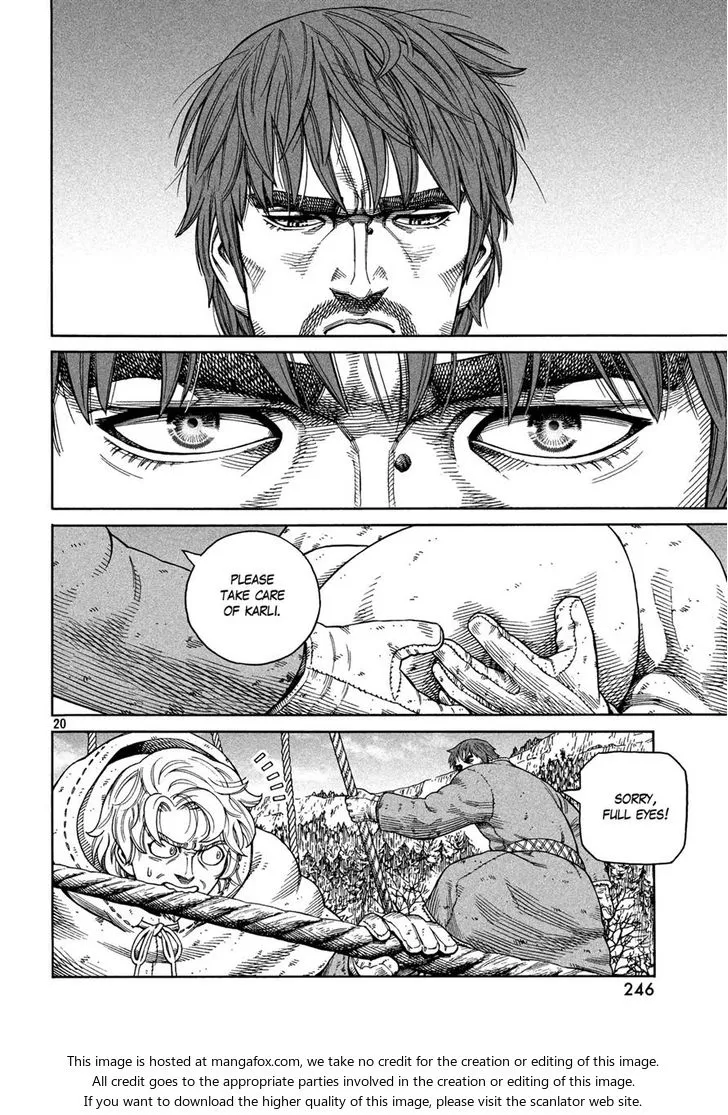 PLEASE
TAKE CARE
OF KARLI.
20
SORRY,
FULL EYES!
246
This image is hosted at mangafox.com, we take no credit for the creation or editing of this image.
All credit goes to the appropriate parties involved in the creation or editing of this image.
If you want to download the higher quality of this image, please visit the scanlator web site.